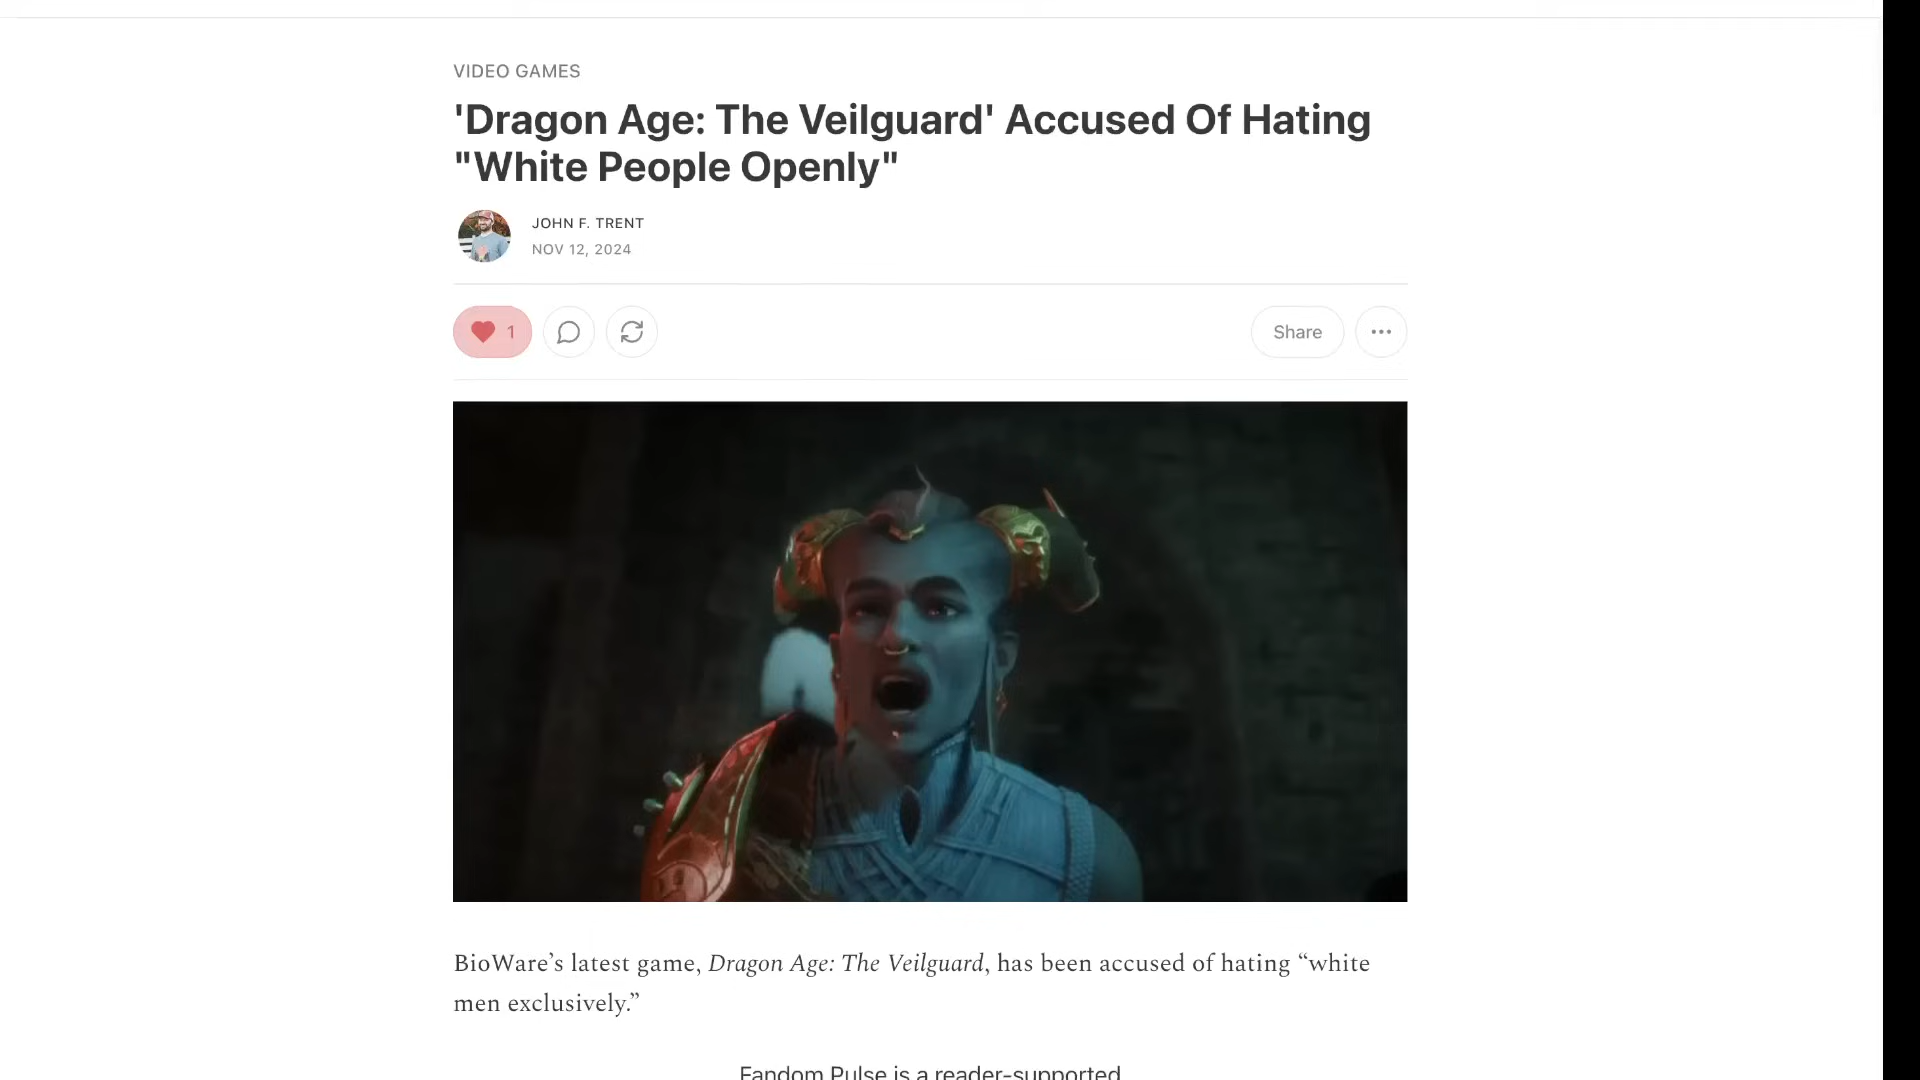 VIDEO GAMES
'Dragon Age: The Veilguard' Accused Of Hating
"White People Openly"
JOHN F. TRENT
NOV 12, 2024
1
Share
BioWare’s latest game, Dragon Age: The Veilguard, has been accused of hating “white
men exclusively.”
Fandom Pulse is a reader-supported